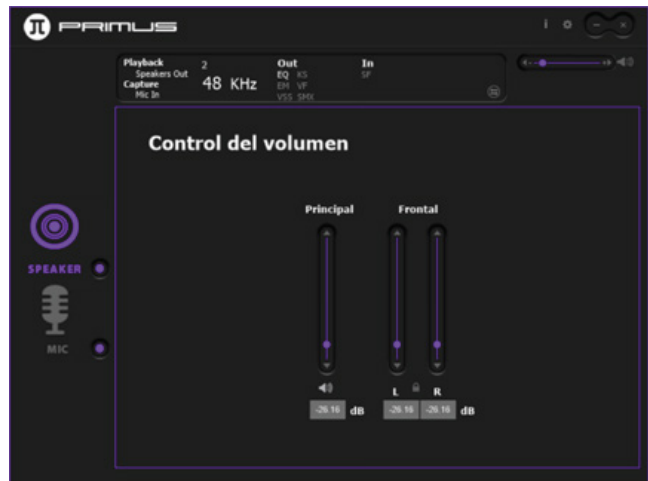 PRIMUS
i
Playback
Speakers Out
Capture
Mic In
2
48 KHz
Out
EQ KS
EM VF
VSS SMX
In
SF
Control del volumen
Principal Frontal
SPEAKER
MIC
L R
-26.16 dB -26.16 -26.16 dB